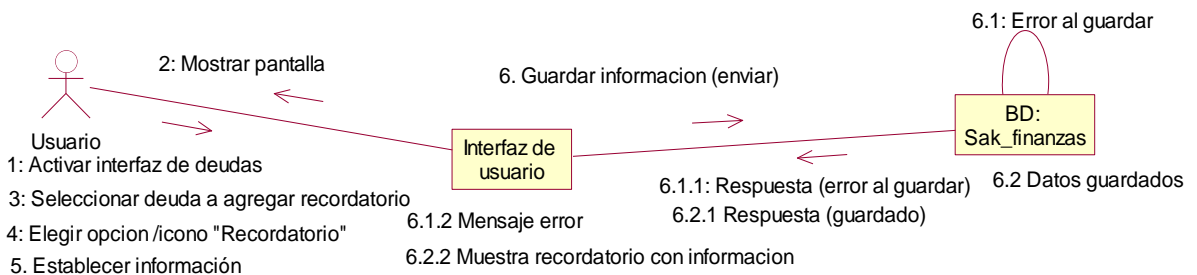 6.1: Error al guardar
2: Mostrar pantalla
6. Guardar informacion (enviar)
BD:
Sak_finanzas
Usuario
Interfaz de
usuario
1: Activar interfaz de deudas
3: Seleccionar deuda a agregar recordatorio
4: Elegir opcion /icono "Recordatorio"
5. Establecer información
6.1.1: Respuesta (error al guardar)
6.2.1 Respuesta (guardado)
6.2 Datos guardados
6.1.2 Mensaje error
6.2.2 Muestra recordatorio con informacion